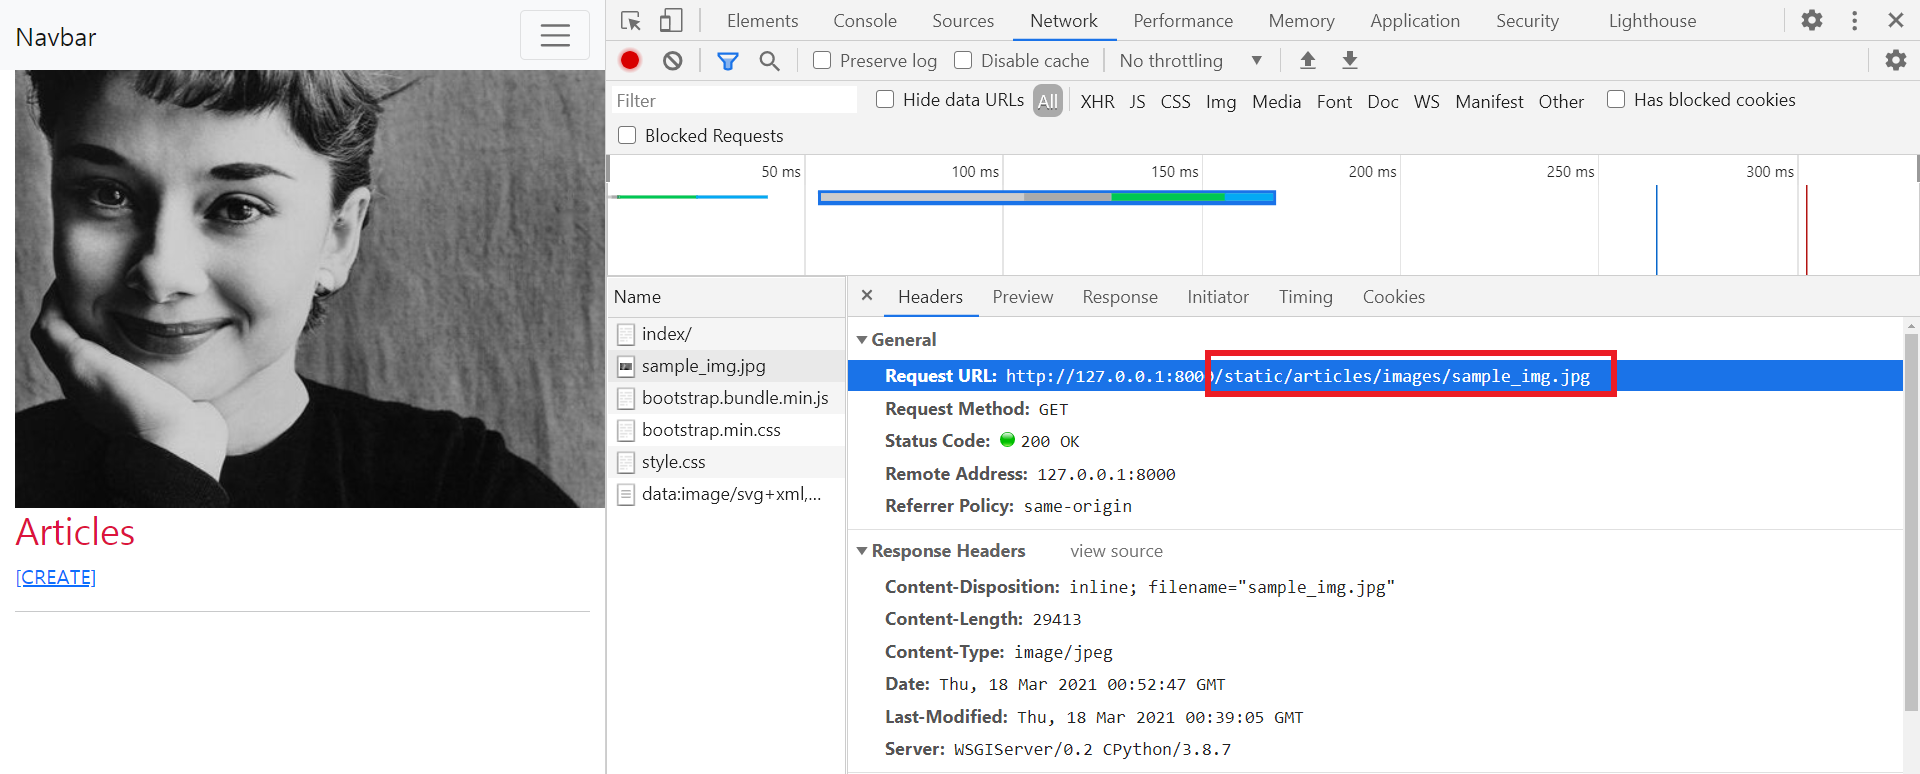 Navbar
Articles
[CREATE]
Elements Console Sources Network Performance Memory Application Security Lighthouse
Preserve log Disable cache No throttling
Filter Hide data URLs All XHR JS CSS Img Media Font Doc WS Manifest Other Has blocked cookies
Blocked Requests
50 ms 100 ms 150 ms 200 ms 250 ms 300 ms
Name
index/
sample_img.jpg
bootstrap.bundle.min.js
bootstrap.min.css
style.css
data:image/svg+xml,...
Headers Preview Response Initiator Timing Cookies
General
Request URL: http://127.0.0.1:8000/static/articles/images/sample_img.jpg
Request Method: GET
Status Code: 200 OK
Remote Address: 127.0.0.1:8000
Referrer Policy: same-origin
Response Headers view source
Content-Disposition: inline; filename="sample_img.jpg"
Content-Length: 29413
Content-Type: image/jpeg
Date: Thu, 18 Mar 2021 00:52:47 GMT
Last-Modified: Thu, 18 Mar 2021 00:39:05 GMT
Server: WSGIServer/0.2 CPython/3.8.7